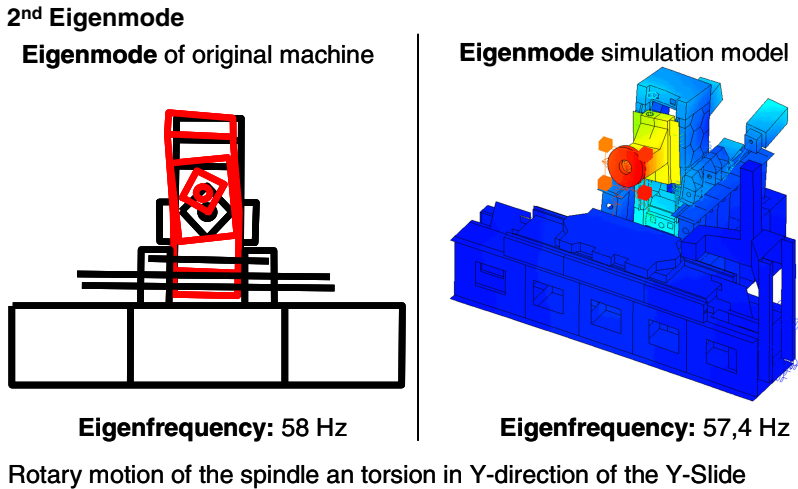 2nd Eigenmode
Eigenmode of original machine
Eigenmode simulation model
Eigenfrequency: 58 Hz
Eigenfrequency: 57,4 Hz
Rotary motion of the spindle an torsion in Y-direction of the Y-Slide